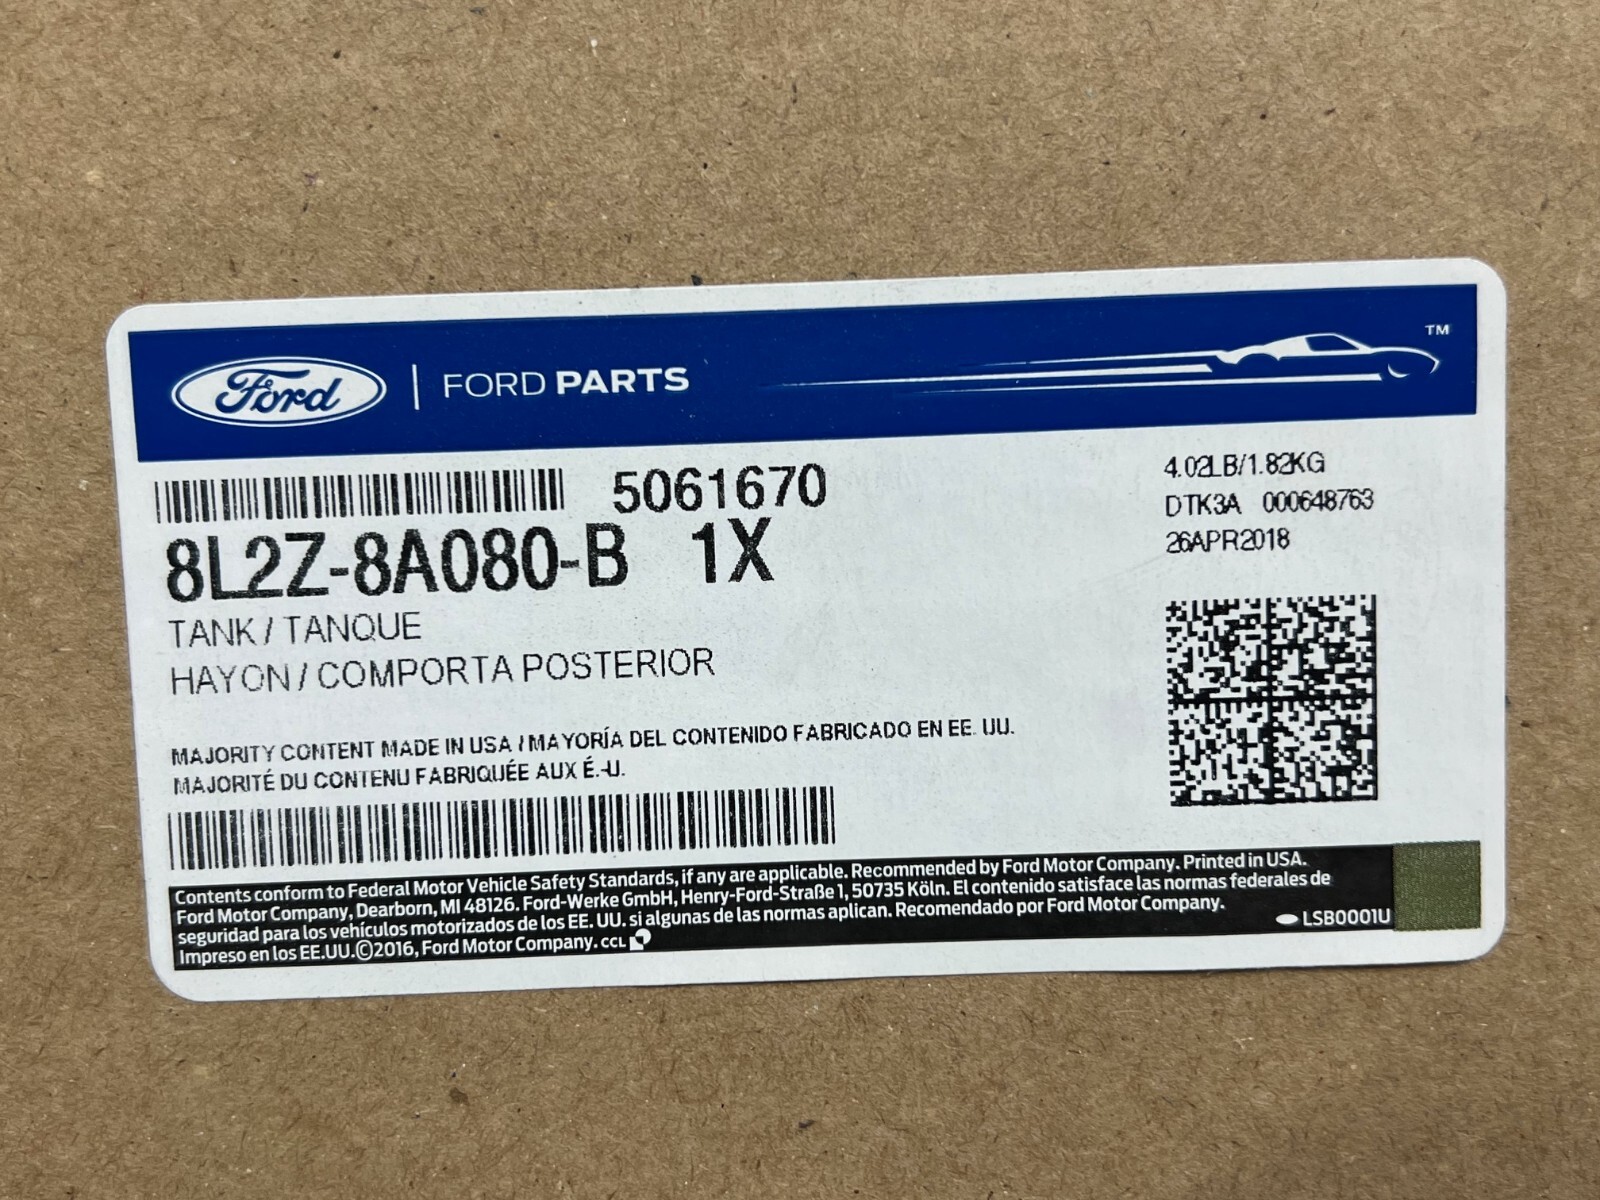 Ford | FORD PARTS
TM
5061670
8L2Z-8A080-B 1X
TANK / TANQUE
HAYON / COMPORTA POSTERIOR
4.02LB/1.82KG
DTK3A 000648763
26APR2018
MAJORITY CONTENT MADE IN USA / MAYORÍA DEL CONTENIDO FABRICADO EN EE. UU.
MAJORITÉ DU CONTENU FABRIQUÉE AUX É.-U.
Contents conform to Federal Motor Vehicle Safety Standards, if any are applicable. Recommended by Ford Motor Company. Printed in USA.
Ford Motor Company, Dearborn, MI 48126. Ford-Werke GmbH, Henry-Ford-Straße 1, 50735 Köln. El contenido satisface las normas federales de
seguridad para los vehículos motorizados de los EE. UU. si algunas de las normas aplican. Recomendado por Ford Motor Company.
Impreso en los EE.UU.©2016, Ford Motor Company. CCL
LSB0001U